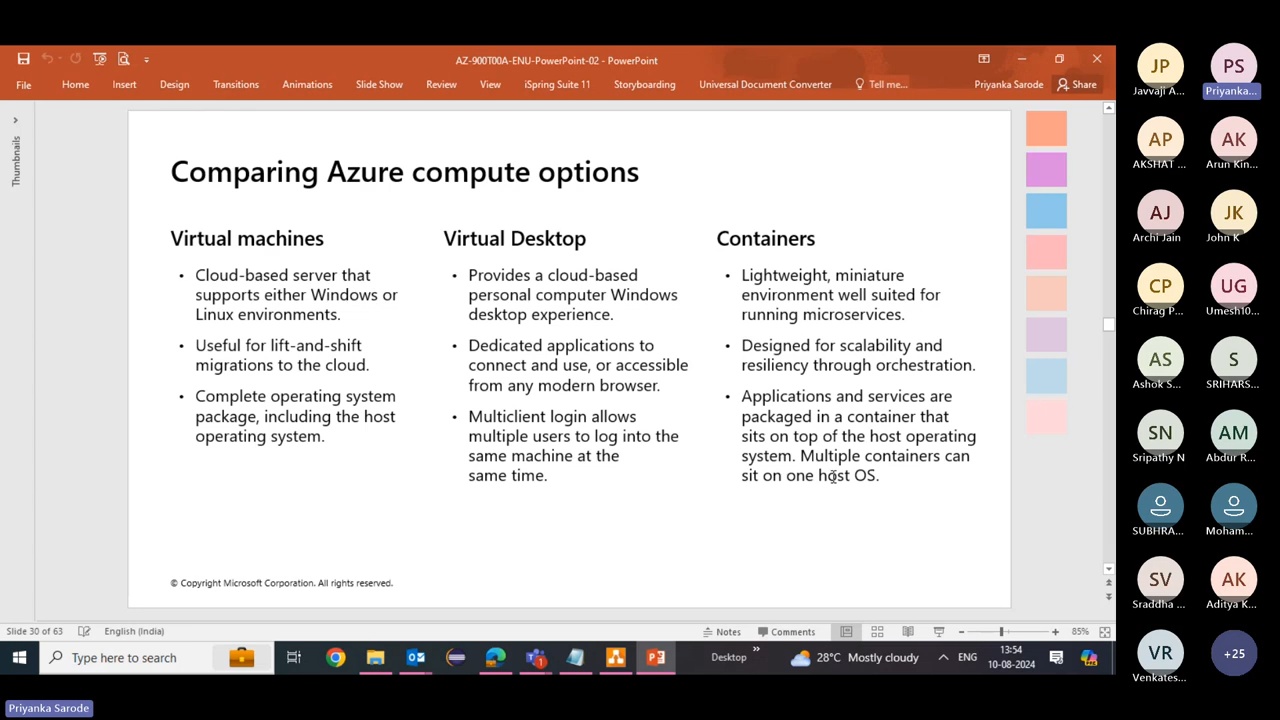 AZ-900T00A-ENU-PowerPoint-02 - PowerPoint
File Home Insert Design Transitions Animations Slide Show Review View iSpring Suite 11 Storyboarding Universal Document Converter Tell me... Priyanka Sarode Share
Thumbnails
Comparing Azure compute options
Virtual machines
• Cloud-based server that
supports either Windows or
Linux environments.
• Useful for lift-and-shift
migrations to the cloud.
• Complete operating system
package, including the host
operating system.
Virtual Desktop
• Provides a cloud-based
personal computer Windows
desktop experience.
• Dedicated applications to
connect and use, or accessible
from any modern browser.
• Multiclient login allows
multiple users to log into the
same machine at the
same time.
Containers
• Lightweight, miniature
environment well suited for
running microservices.
• Designed for scalability and
resiliency through orchestration.
• Applications and services are
packaged in a container that
sits on top of the host operating
system. Multiple containers can
sit on one host OS.
© Copyright Microsoft Corporation. All rights reserved.
Slide 30 of 63 English (India) Notes Comments 85%
Type here to search Desktop 28°C Mostly cloudy ENG 13:54
10-08-2024
Priyanka Sarode
JP PS
Javvaji A... Priyanka...
AP AK
AKSHAT ... Arun Kin...
AJ JK
Archi Jain John K
CP UG
Chirag P... Umesh10...
AS S
Ashok S... SRIHARS...
SN AM
Sripathy N Abdur R...
SUBHRA... Moham...
SV AK
Sraddha ... Aditya K...
VR +25
Venkates...